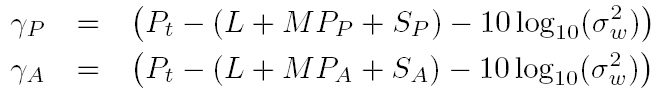 γ_P = (P_t − (L + MP_P + S_P) − 10 log_10(σ_w^2))
γ_A = (P_t − (L + MP_A + S_A) − 10 log_10(σ_w^2))